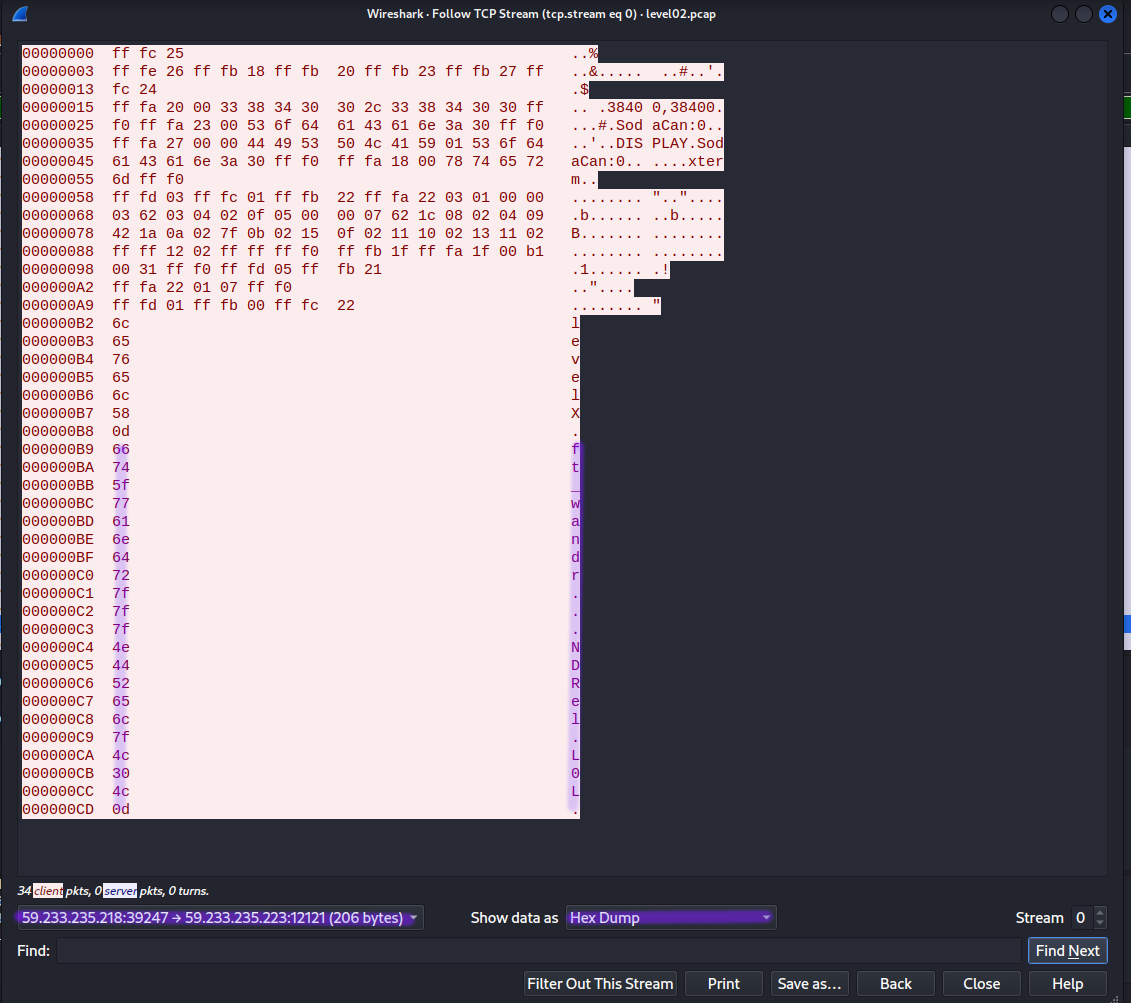 Wireshark · Follow TCP Stream (tcp.stream eq 0) · level02.pcap
00000000 ff fc 25 ..%
00000003 ff fe 26 ff fb 18 ff fb 20 ff fb 23 ff fb 27 ff ..&..... ..#..'.
00000013 fc 24 .$
00000015 ff fa 20 00 33 38 34 30 30 2c 33 38 34 30 30 ff .. .3840 0,38400.
00000025 f0 ff fa 23 00 53 6f 64 61 43 61 6e 3a 30 ff f0 ...#.Sod aCan:0..
00000035 ff fa 27 00 00 44 49 53 50 4c 41 59 01 53 6f 64 ..'..DIS PLAY.Sod
00000045 61 43 61 6e 3a 30 ff f0 ff fa 18 00 78 74 65 72 aCan:0.. ....xter
00000055 6d ff f0 m..
00000058 ff fd 03 ff fc 01 ff fb 22 ff fa 22 03 01 00 00 ........ ".."....
00000068 03 62 03 04 02 0f 05 00 00 07 62 1c 08 02 04 09 .b...... ..b.....
00000078 42 1a 0a 02 7f 0b 02 15 0f 02 11 10 02 13 11 02 B....... ........
00000088 ff ff 12 02 ff ff ff f0 ff fb 1f ff fa 1f 00 b1 ........ ........
00000098 00 31 ff f0 ff fd 05 ff fb 21 .1...... .!
000000A2 ff fa 22 01 07 ff f0 .."....
000000A9 ff fd 01 ff fb 00 ff fc 22 ........ "
000000B2 6c l
000000B3 65 e
000000B4 76 v
000000B5 65 e
000000B6 6c l
000000B7 58 X
000000B8 0d .
000000B9 66 f
000000BA 74 t
000000BB 5f _
000000BC 77 w
000000BD 61 a
000000BE 6e n
000000BF 64 d
000000C0 72 r
000000C1 7f .
000000C2 7f .
000000C3 7f .
000000C4 4e N
000000C5 44 D
000000C6 52 R
000000C7 65 e
000000C8 6c l
000000C9 7f .
000000CA 4c L
000000CB 30 0
000000CC 4c L
000000CD 0d .
34 client pkts, 0 server pkts, 0 turns.
59.233.235.218:39247 → 59.233.235.223:12121 (206 bytes) Show data as Hex Dump Stream 0
Find: Find Next
Filter Out This Stream Print Save as… Back Close Help